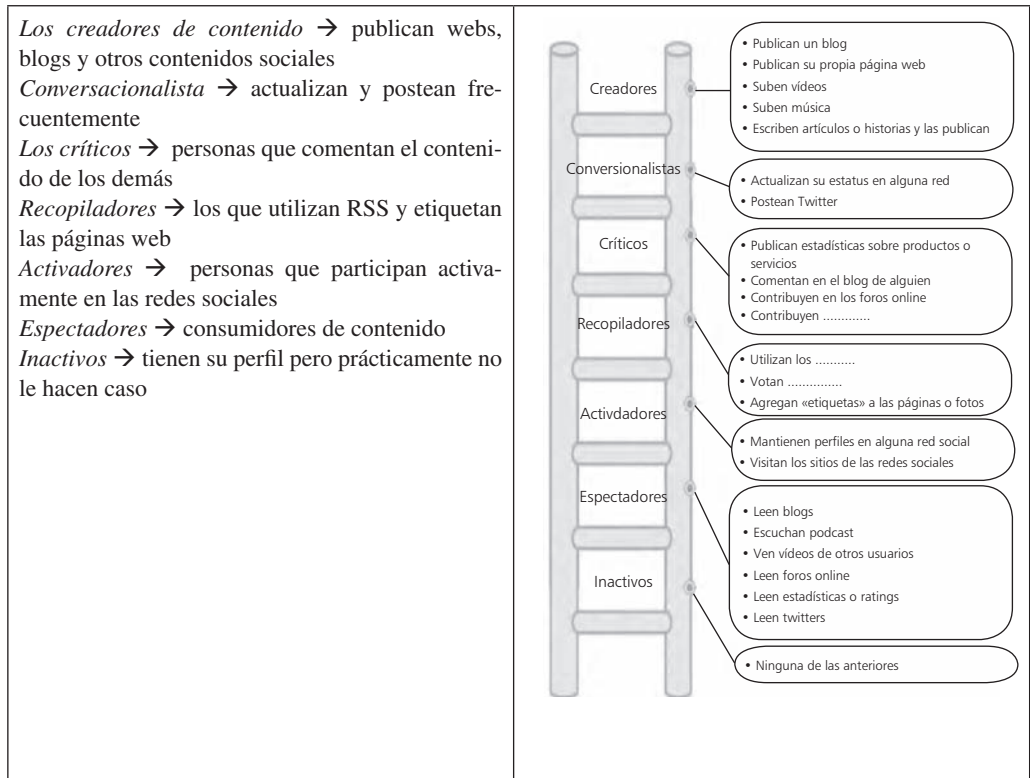 Los creadores de contenido → publican webs,
blogs y otros contenidos sociales
Conversacionalista → actualizan y postean fre-
cuentemente
Los críticos → personas que comentan el conteni-
do de los demás
Recopiladores → los que utilizan RSS y etiquetan
las páginas web
Activadores → personas que participan activa-
mente en las redes sociales
Espectadores → consumidores de contenido
Inactivos → tienen su perfil pero prácticamente no
le hacen caso
Creadores
• Publican un blog
• Publican su propia página web
• Suben vídeos
• Suben música
• Escriben artículos o historias y las publican
Conversionalistas
• Actualizan su estatus en alguna red
• Postean Twitter
Críticos
• Publican estadísticas sobre productos o
servicios
• Comentan en el blog de alguien
• Contribuyen en los foros online
• Contribuyen .............
Recopiladores
• Utilizan los ...........
• Votan ...............
• Agregan «etiquetas» a las páginas o fotos
Activdadores
• Mantienen perfiles en alguna red social
• Visitan los sitios de las redes sociales
Espectadores
• Leen blogs
• Escuchan podcast
• Ven vídeos de otros usuarios
• Leen foros online
• Leen estadísticas o ratings
• Leen twitters
Inactivos
• Ninguna de las anteriores